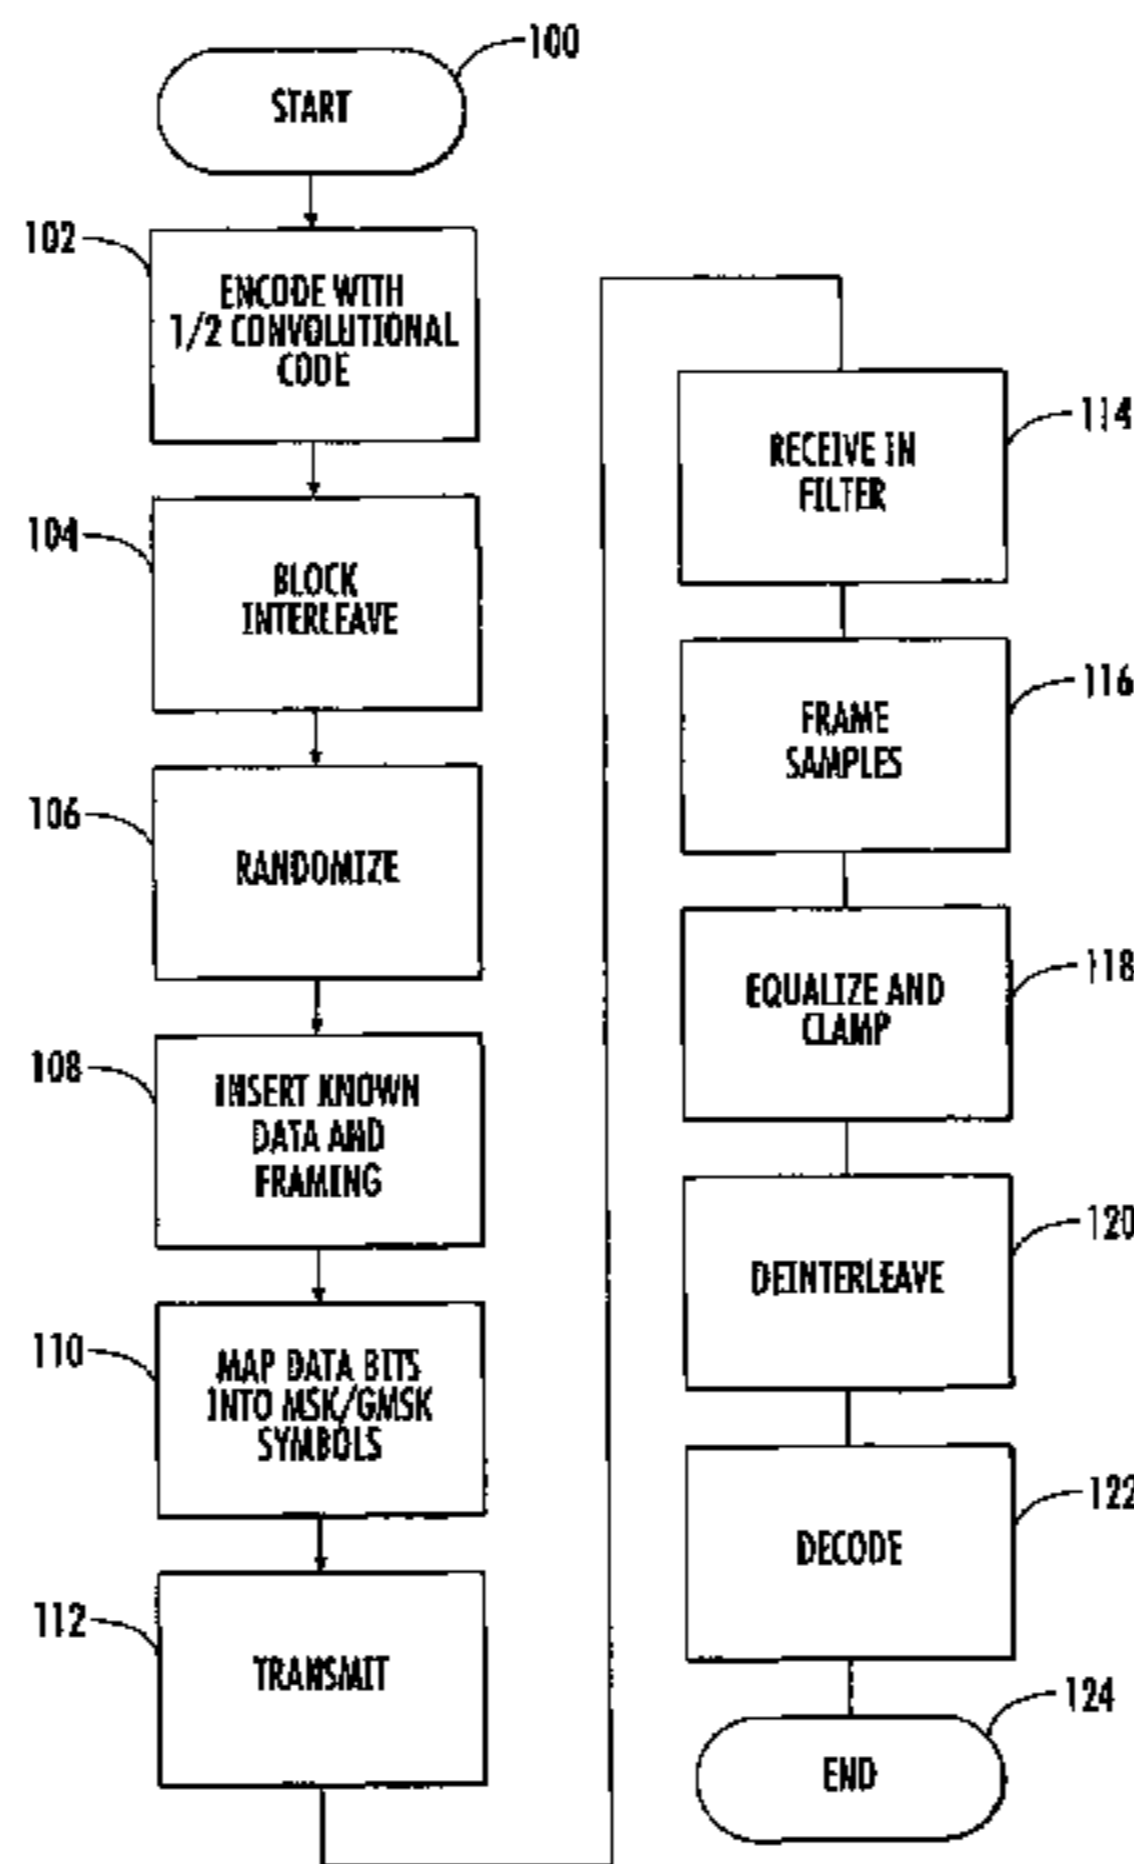 100
START
102
ENCODE WITH
1/2 CONVOLUTIONAL
CODE
104
BLOCK
INTERLEAVE
106
RANDOMIZE
108
INSERT KNOWN
DATA AND
FRAMING
110
MAP DATA BITS
INTO MSK/GMSK
SYMBOLS
112
TRANSMIT
114
RECEIVE IN
FILTER
116
FRAME
SAMPLES
118
EQUALIZE AND
CLAMP
120
DEINTERLEAVE
122
DECODE
124
END